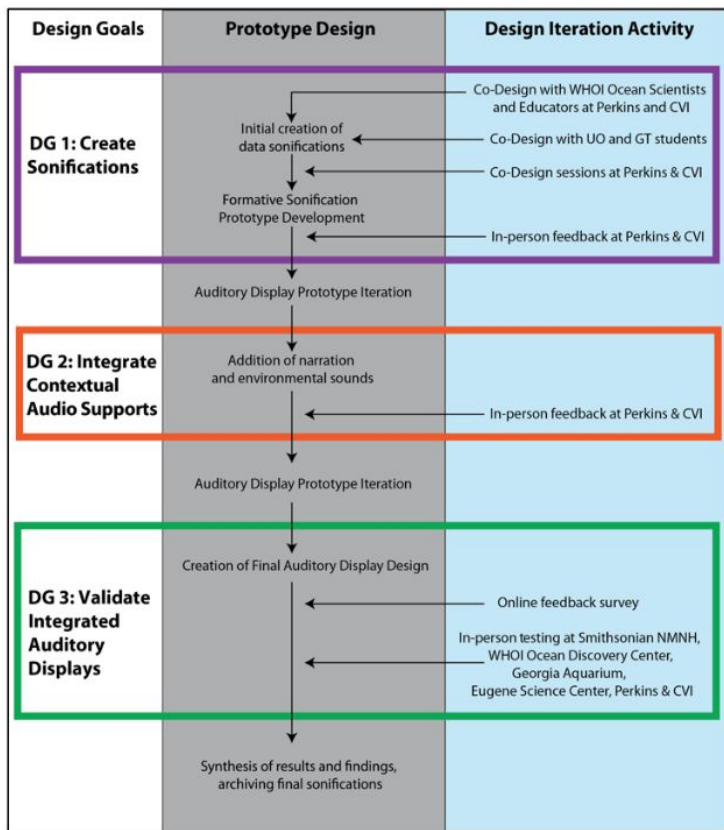 Design Goals
Prototype Design
Design Iteration Activity
DG 1: Create
Sonifications
Co-Design with WHOI Ocean Scientists
and Educators at Perkins and CVI
Initial creation of
data sonifications
Co-Design with UO and GT students
Co-Design sessions at Perkins & CVI
Formative Sonification
Prototype Development
In-person feedback at Perkins & CVI
Auditory Display Prototype Iteration
DG 2: Integrate
Contextual
Audio Supports
Addition of narration
and environmental sounds
In-person feedback at Perkins & CVI
Auditory Display Prototype Iteration
DG 3: Validate
Integrated
Auditory
Displays
Creation of Final Auditory Display Design
Online feedback survey
In-person testing at Smithsonian NMNH,
WHOI Ocean Discovery Center,
Georgia Aquarium,
Eugene Science Center, Perkins & CVI
Synthesis of results and findings,
archiving final sonifications